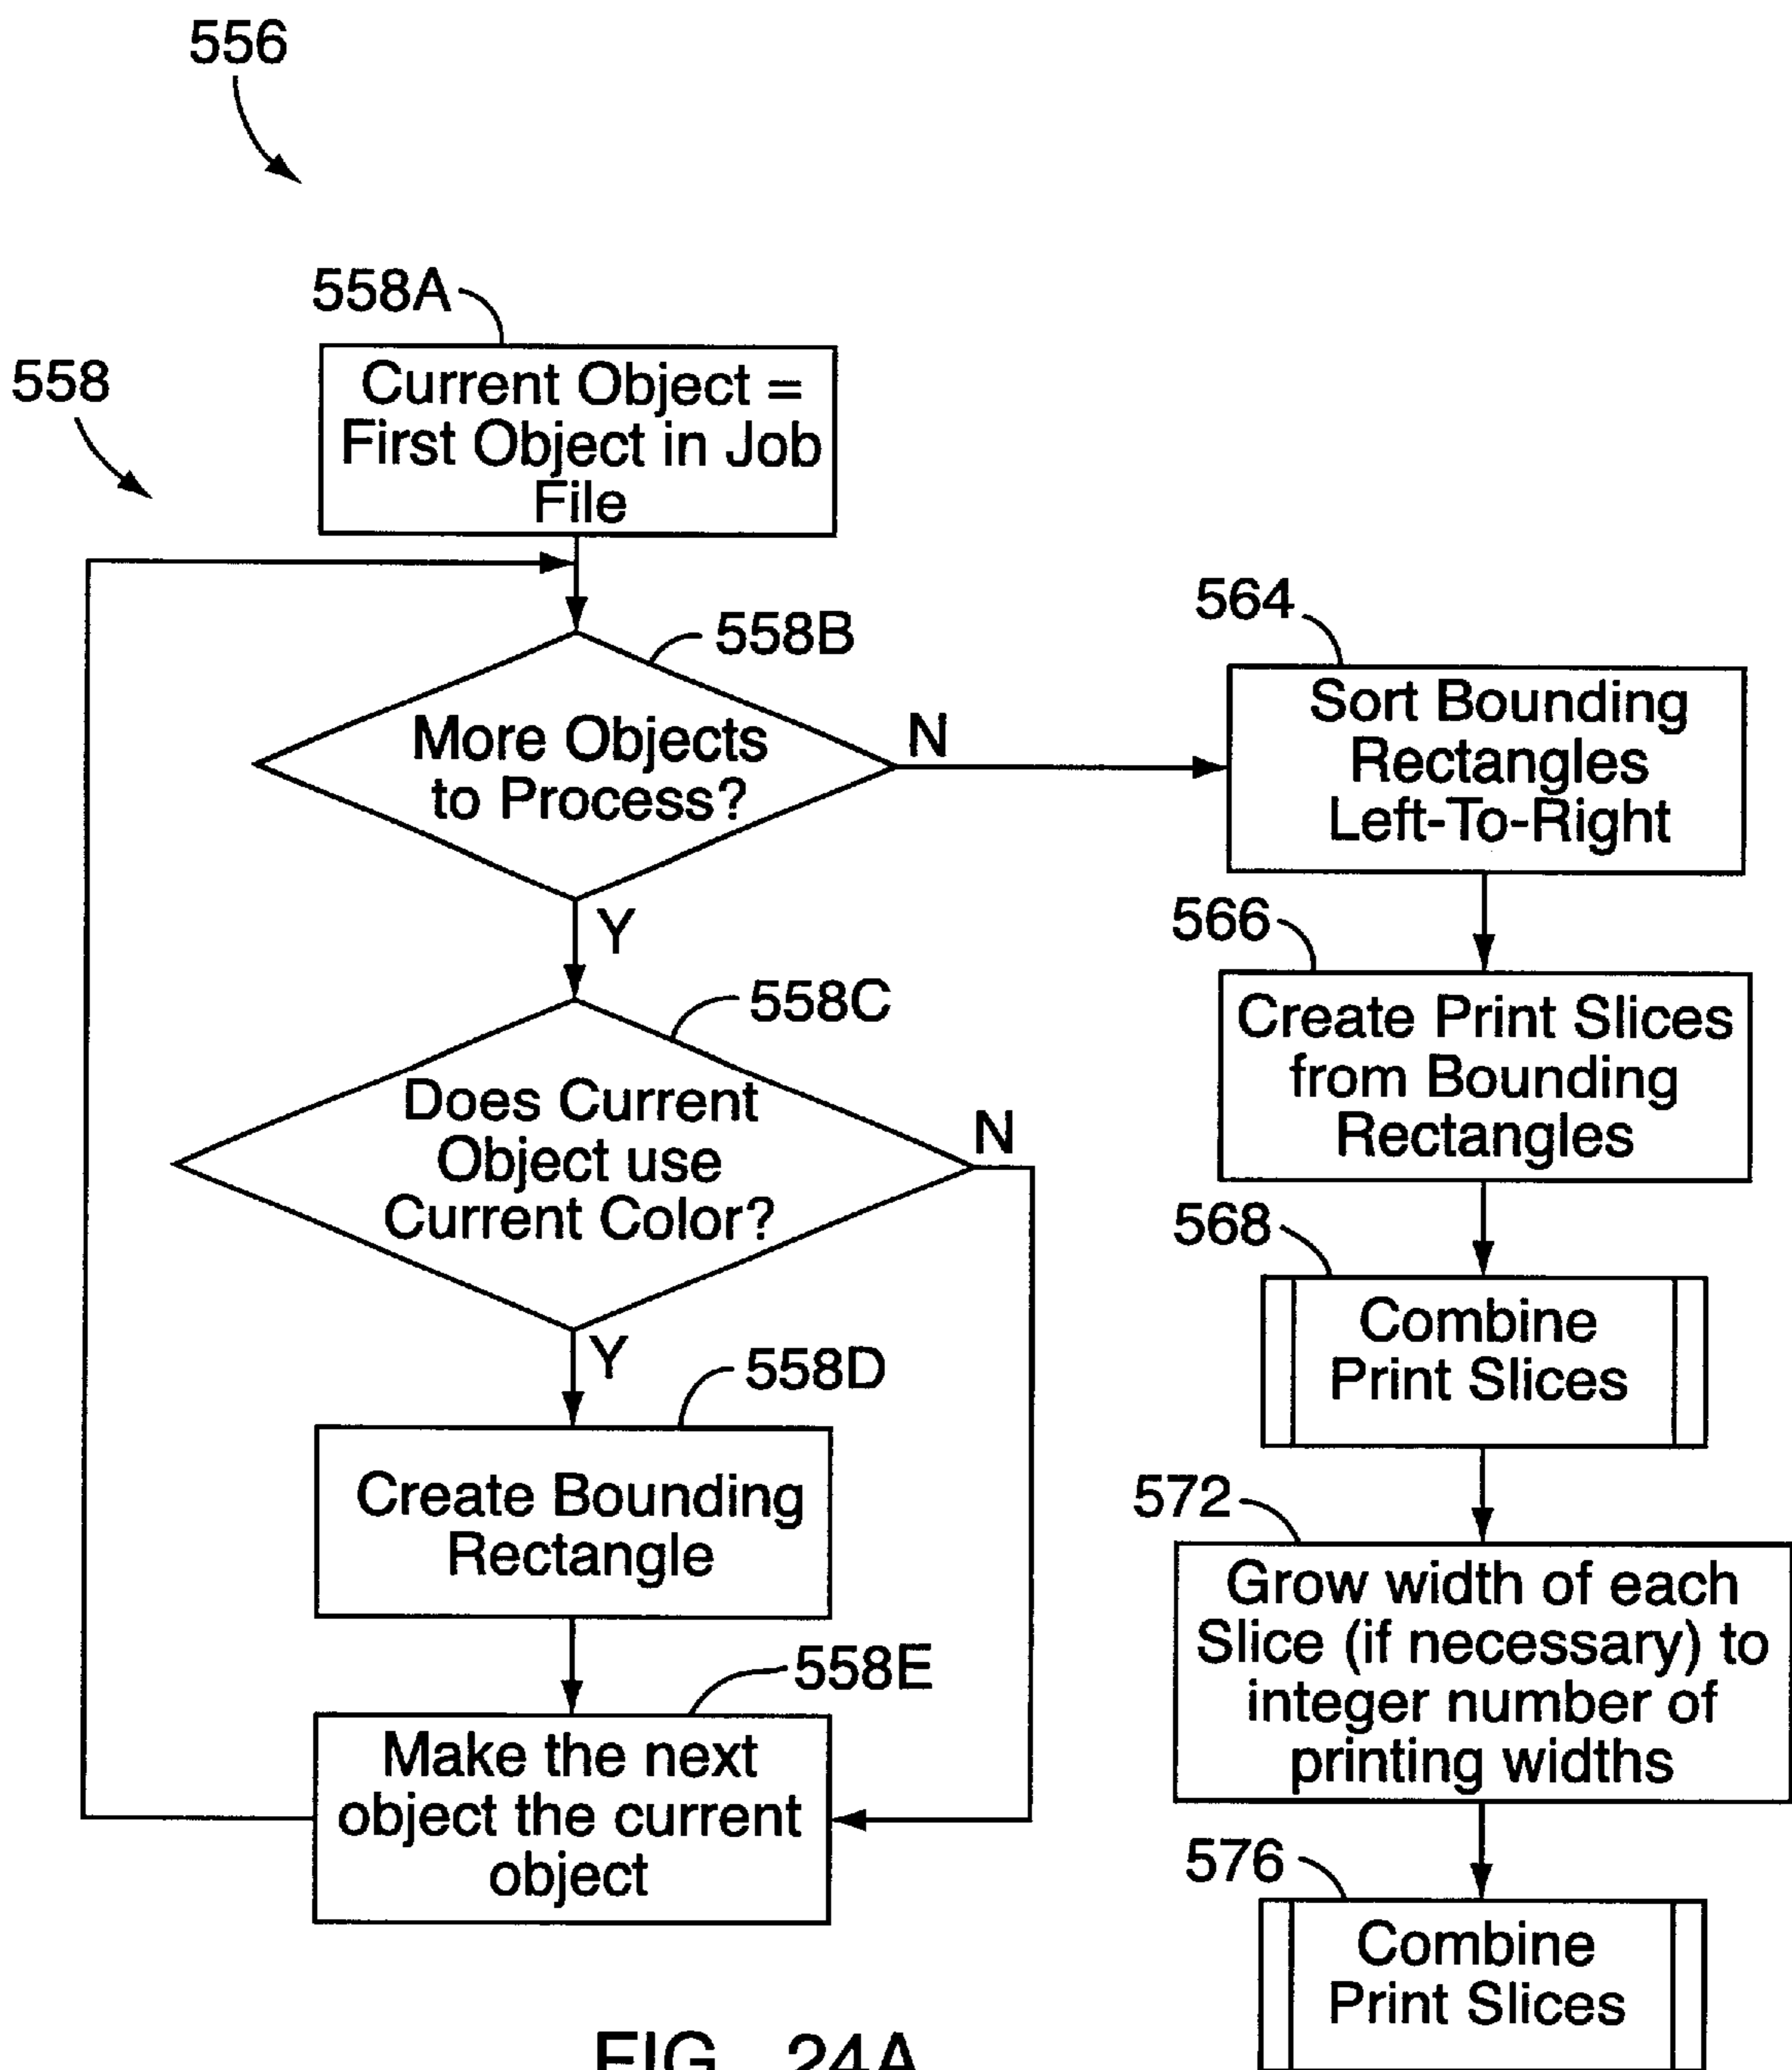 556
558A
558
Current Object =
First Object in Job
File
558B
More Objects
to Process?
N
Y
558C
Does Current
Object use
Current Color?
N
Y
558D
Create Bounding
Rectangle
558E
Make the next
object the current
object
564
Sort Bounding
Rectangles
Left-To-Right
566
Create Print Slices
from Bounding
Rectangles
568
Combine
Print Slices
572
Grow width of each
Slice (if necessary) to
integer number of
printing widths
576
Combine
Print Slices
FIG. 24A